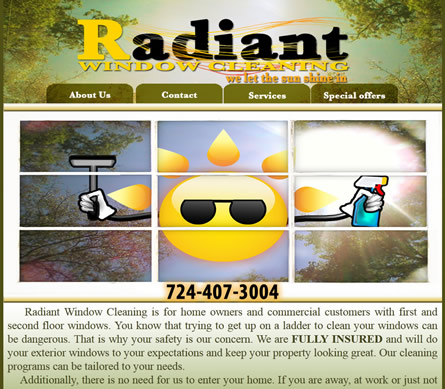 Radiant
WINDOW CLEANING
we let the sun shine in
About Us
Contact
Services
Special offers
724-407-3004
Radiant Window Cleaning is for home owners and commercial customers with first and
second floor windows. You know that trying to get up on a ladder to clean your windows can
be dangerous. That is why your safety is our concern. We are FULLY INSURED and will do
your exterior windows to your expectations and keep your property looking great. Our cleaning
programs can be tailored to your needs.
Additionally, there is no need for us to enter your home. If you are away, at work or just not